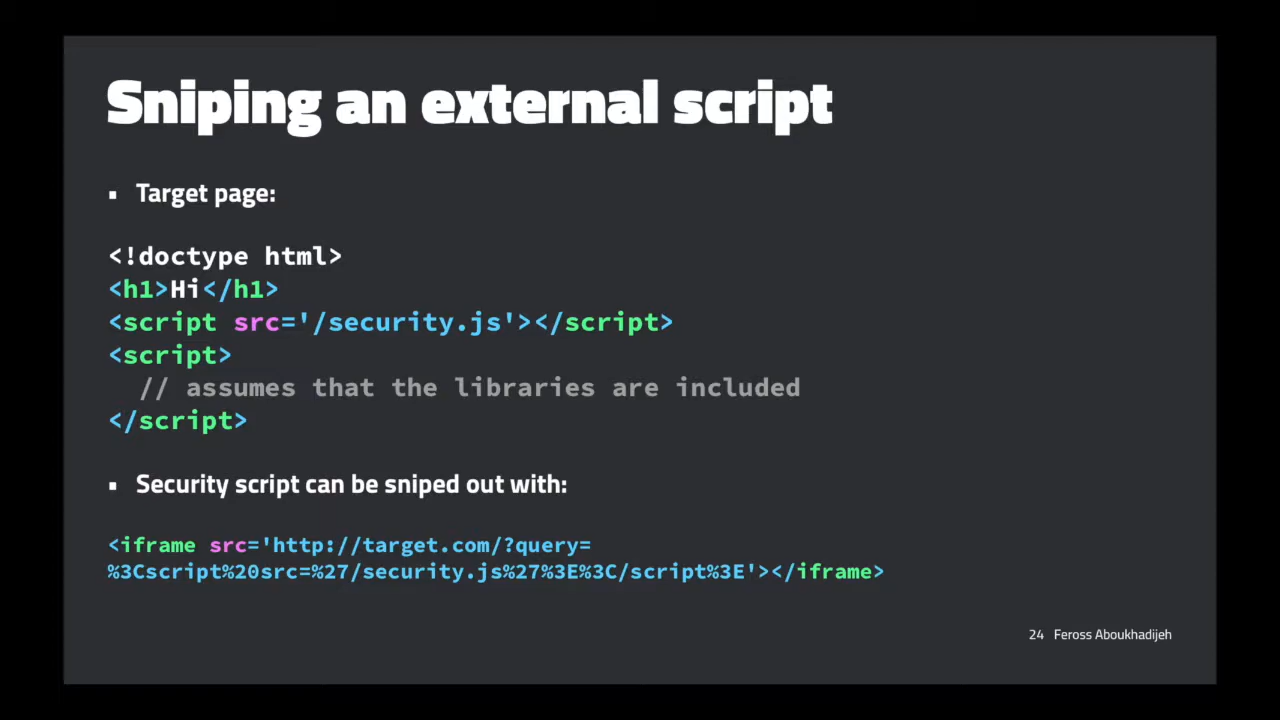 Sniping an external script
▪ Target page:
<!doctype html>
<h1>Hi</h1>
<script src='/security.js'></script>
<script>
// assumes that the libraries are included
</script>
▪ Security script can be sniped out with:
<iframe src='http://target.com/?query=
%3Cscript%20src=%27/security.js%27%3E%3C/script%3E'></iframe>
24 Feross Aboukhadijeh